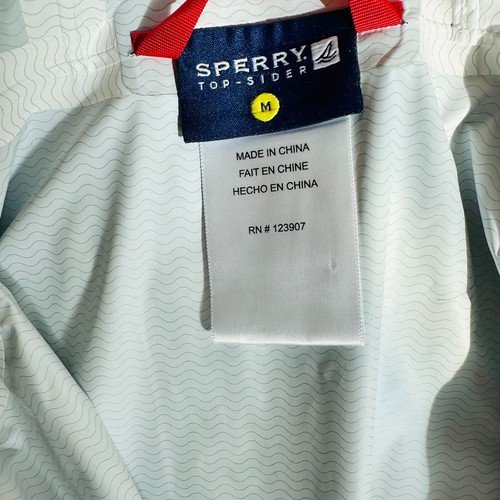 SPERRY
TOP-SIDER
M
MADE IN CHINA
FAIT EN CHINE
HECHO EN CHINA
RN # 123907